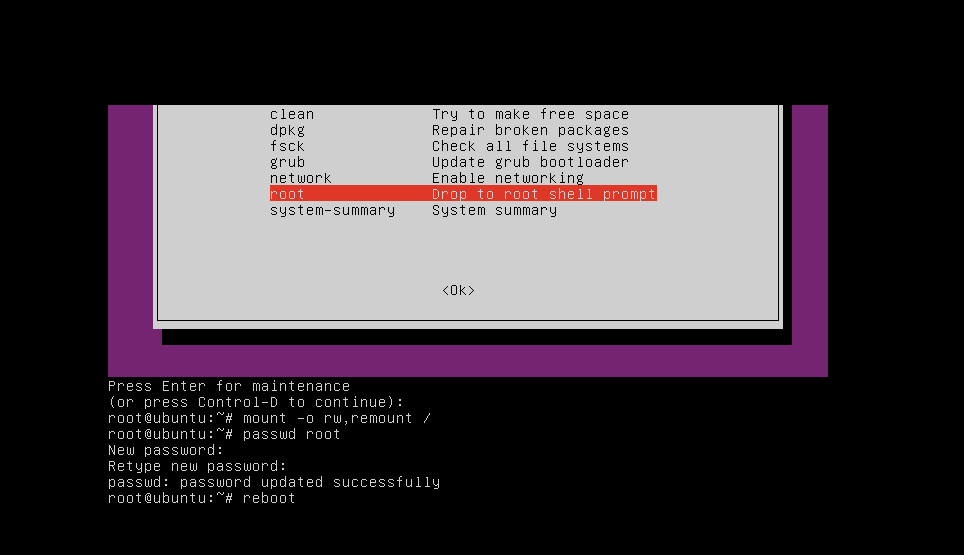 clean Try to make free space
dpkg Repair broken packages
fsck Check all file systems
grub Update grub bootloader
network Enable networking
root Drop to root shell prompt
system-summary System summary
<Ok>
Press Enter for maintenance
(or press Control-D to continue):
root@ubuntu:~# mount -o rw,remount /
root@ubuntu:~# passwd root
New password:
Retype new password:
passwd: password updated successfully
root@ubuntu:~# reboot